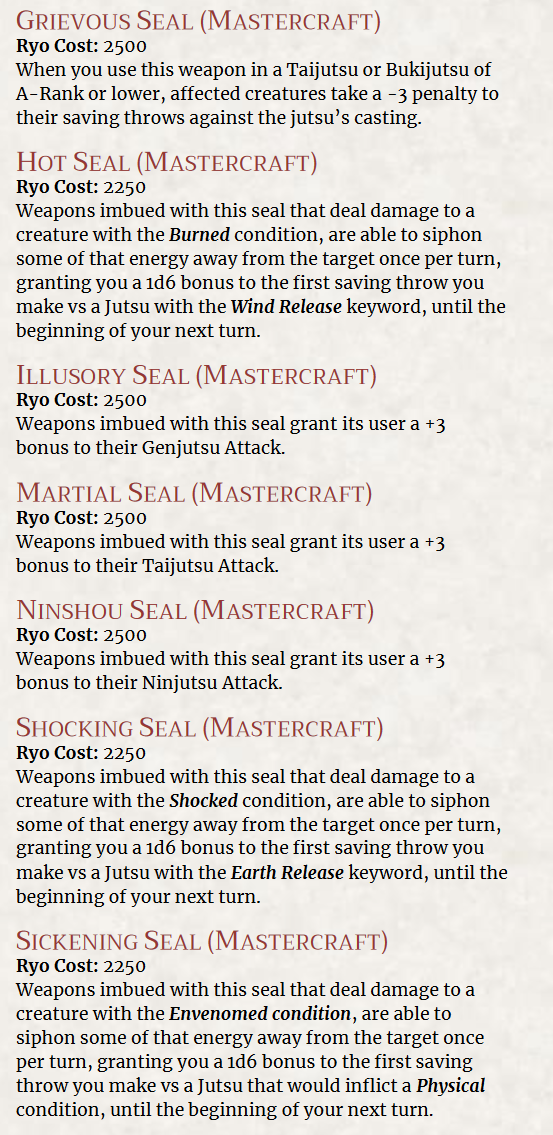 Grievous Seal (Mastercraft)
Ryo Cost: 2500
When you use this weapon in a Taijutsu or Bukijutsu of
A-Rank or lower, affected creatures take a -3 penalty to
their saving throws against the jutsu's casting.
Hot Seal (Mastercraft)
Ryo Cost: 2250
Weapons imbued with this seal that deal damage to a
creature with the Burned condition, are able to siphon
some of that energy away from the target once per turn,
granting you a 1d6 bonus to the first saving throw you
make vs a Jutsu with the Wind Release keyword, until the
beginning of your next turn.
Illusory Seal (Mastercraft)
Ryo Cost: 2500
Weapons imbued with this seal grant its user a +3
bonus to their Genjutsu Attack.
Martial Seal (Mastercraft)
Ryo Cost: 2500
Weapons imbued with this seal grant its user a +3
bonus to their Taijutsu Attack.
Ninshou Seal (Mastercraft)
Ryo Cost: 2500
Weapons imbued with this seal grant its user a +3
bonus to their Ninjutsu Attack.
Shocking Seal (Mastercraft)
Ryo Cost: 2250
Weapons imbued with this seal that deal damage to a
creature with the Shocked condition, are able to siphon
some of that energy away from the target once per turn,
granting you a 1d6 bonus to the first saving throw you
make vs a Jutsu with the Earth Release keyword, until the
beginning of your next turn.
Sickening Seal (Mastercraft)
Ryo Cost: 2250
Weapons imbued with this seal that deal damage to a
creature with the Envenomed condition, are able to
siphon some of that energy away from the target once
per turn, granting you a 1d6 bonus to the first saving
throw you make vs a Jutsu that would inflict a Physical
condition, until the beginning of your next turn.